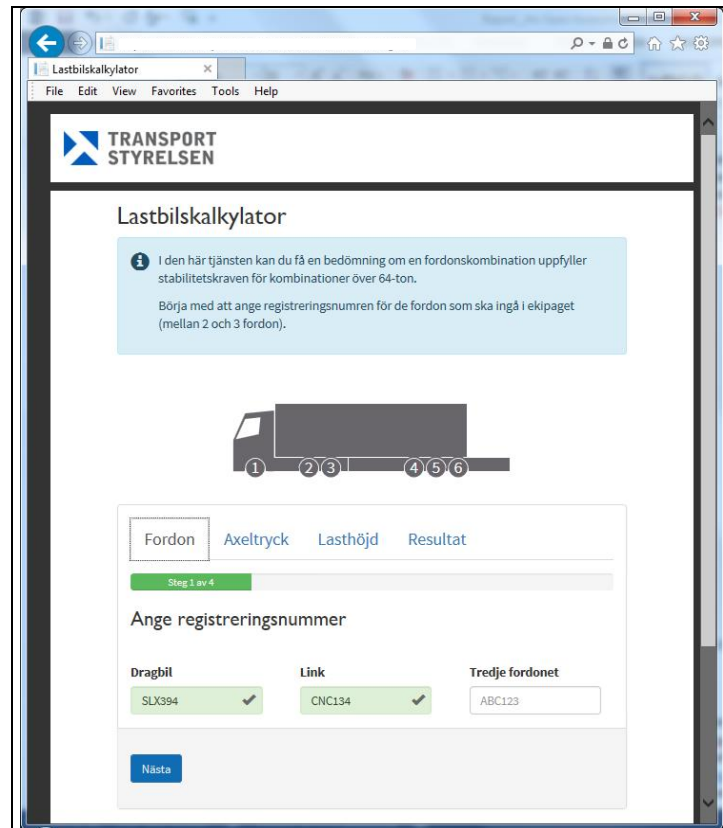 Lastbilskalkylator
File Edit View Favorites Tools Help
TRANSPORT
STYRELSEN
Lastbilskalkylator
I den här tjänsten kan du få en bedömning om en fordonskombination uppfyller
stabilitetskraven för kombinationer över 64-ton.
Börja med att ange registreringsnumren för de fordon som ska ingå i ekipaget
(mellan 2 och 3 fordon).
1 2 3 4 5 6
Fordon Axeltryck Lasthöjd Resultat
Steg 1 av 4
Ange registreringsnummer
Dragbil Link Tredje fordonet
SLX394 CNC134 ABC123
Nästa